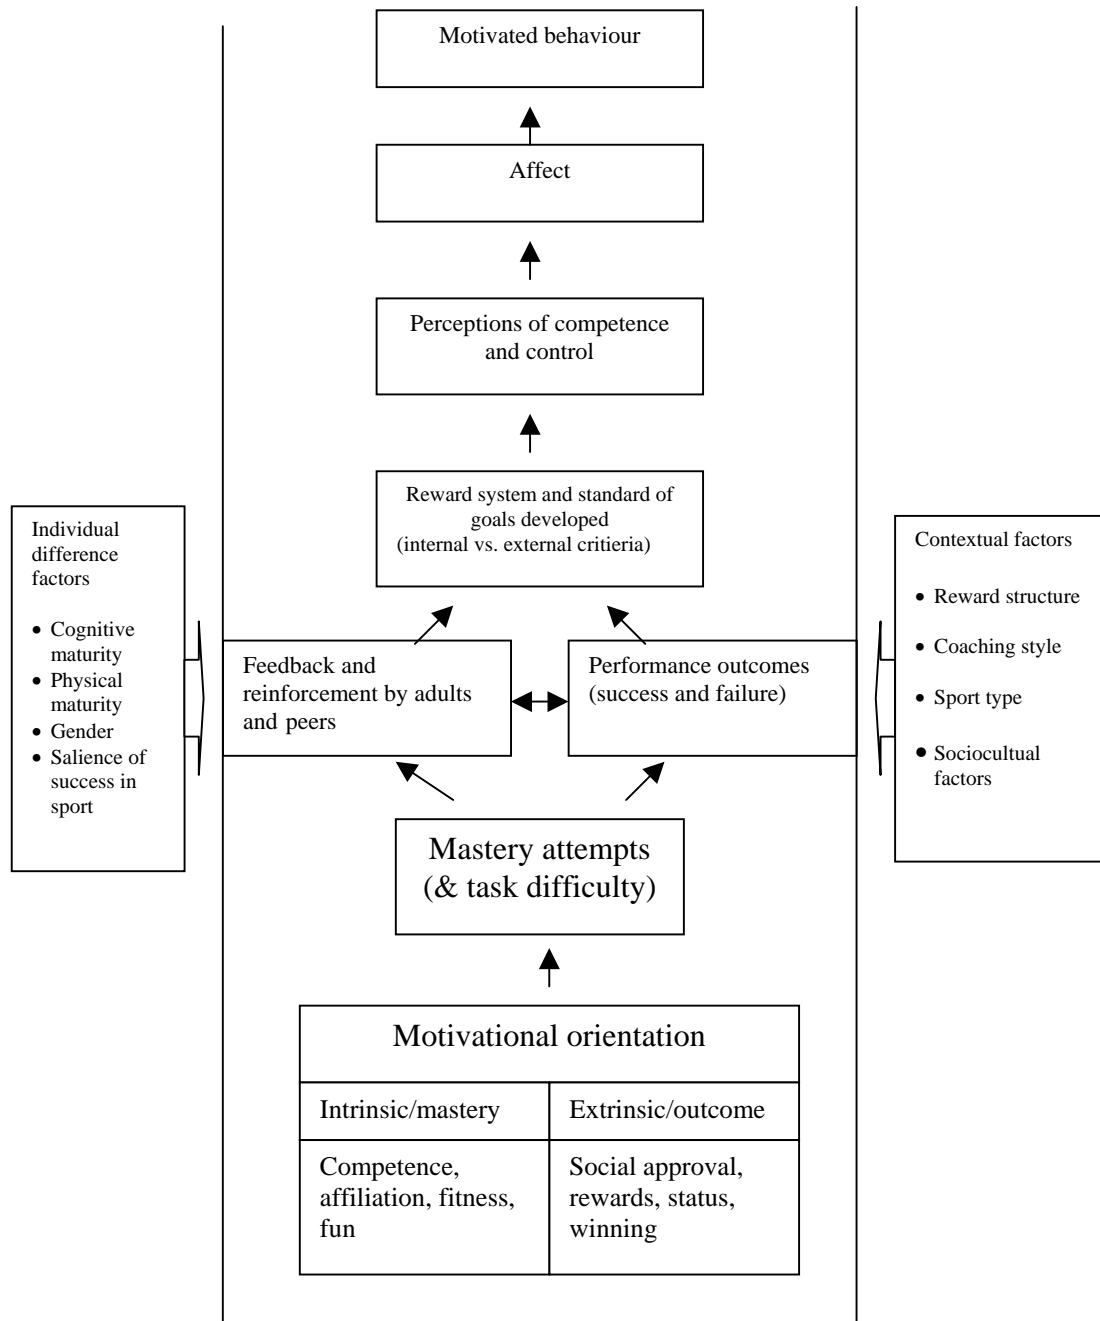 Motivated behaviour
Affect
Perceptions of competence
and control
Reward system and standard of
goals developed
(internal vs. external critieria)
Individual
difference
factors
• Cognitive
maturity
• Physical
maturity
• Gender
• Salience of
success in
sport
Feedback and
reinforcement by adults
and peers
Performance outcomes
(success and failure)
Contextual factors
• Reward structure
• Coaching style
• Sport type
• Sociocultual
factors
Mastery attempts
(& task difficulty)
Motivational orientation
Intrinsic/mastery
Extrinsic/outcome
Competence,
affiliation, fitness,
fun
Social approval,
rewards, status,
winning